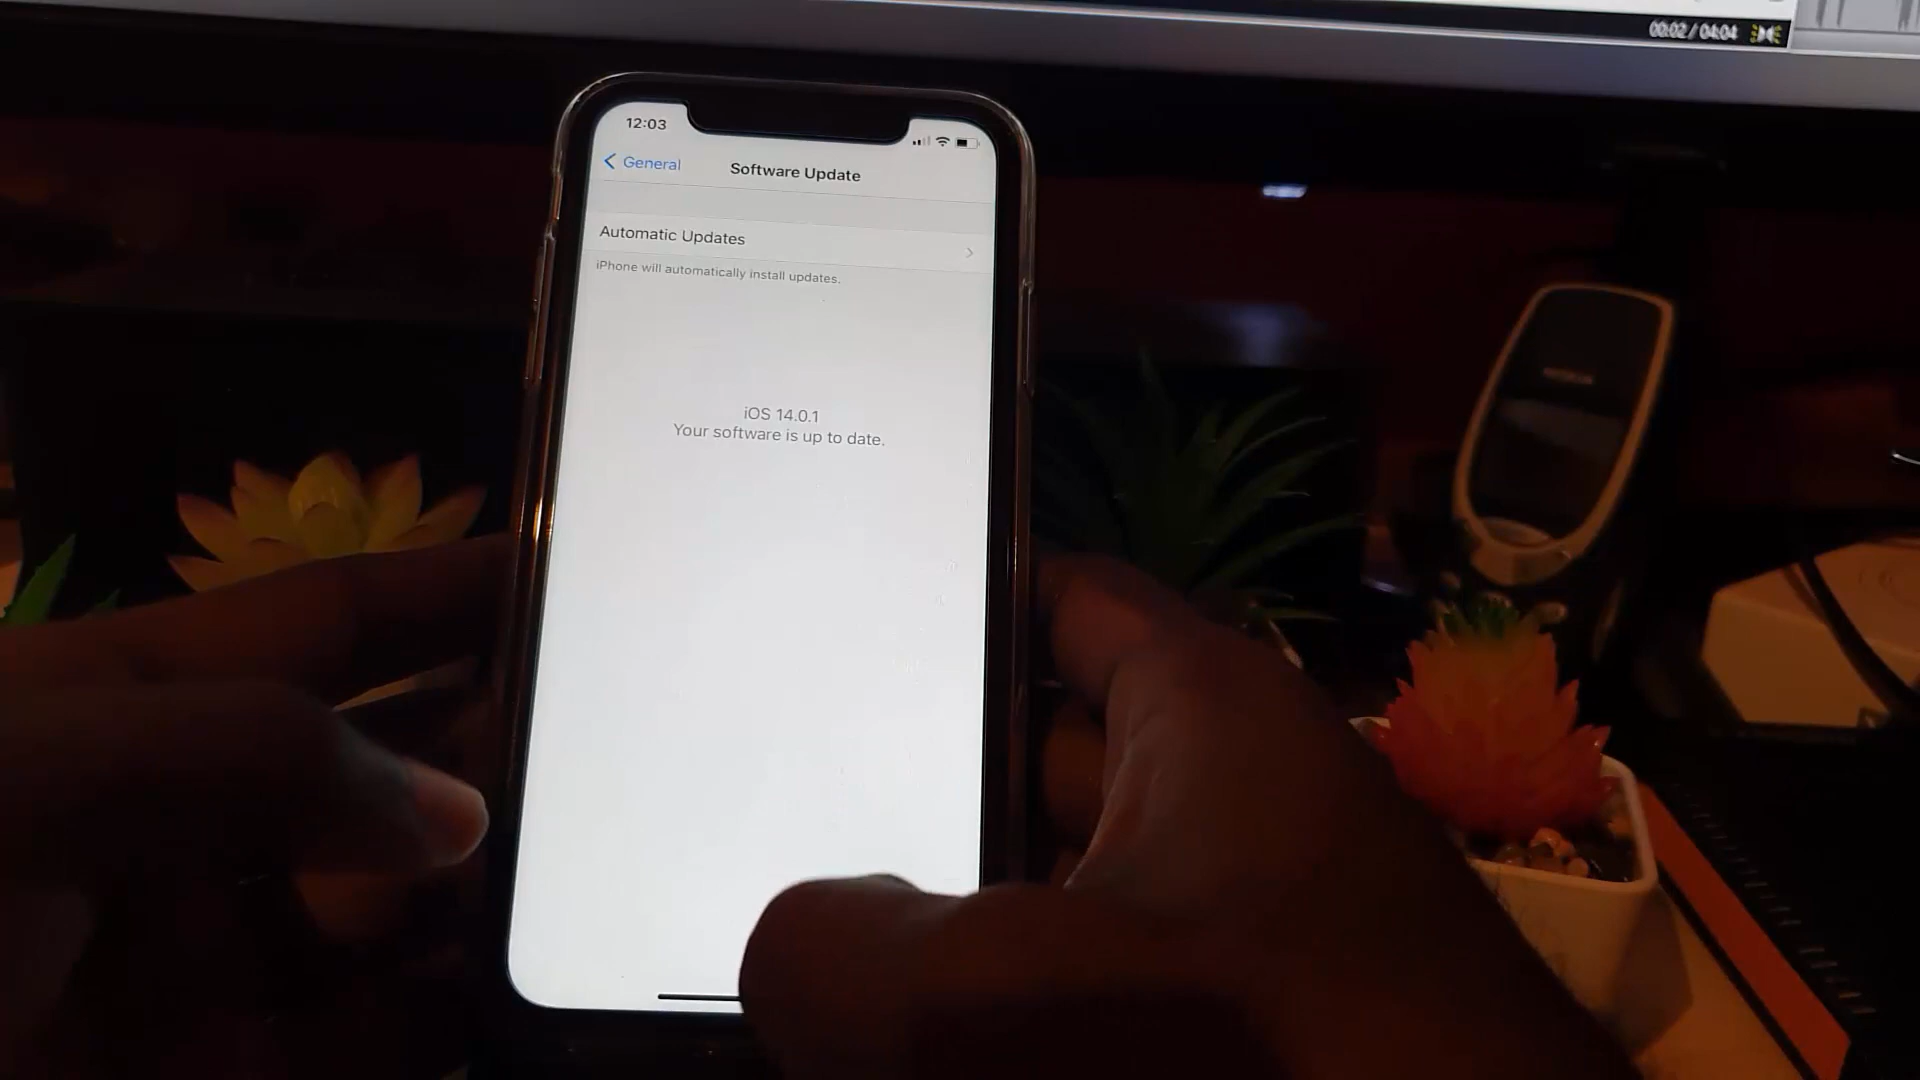 00:02 / 04:04
12:03
General
Software Update
Automatic Updates
iPhone will automatically install updates.
iOS 14.0.1
Your software is up to date.
NOKIA